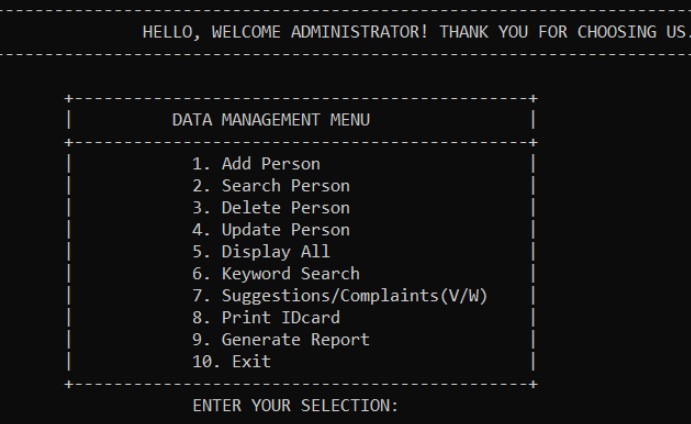 HELLO, WELCOME ADMINISTRATOR! THANK YOU FOR CHOOSING US.
DATA MANAGEMENT MENU
1. Add Person
2. Search Person
3. Delete Person
4. Update Person
5. Display All
6. Keyword Search
7. Suggestions/Complaints(V/W)
8. Print IDcard
9. Generate Report
10. Exit
ENTER YOUR SELECTION: